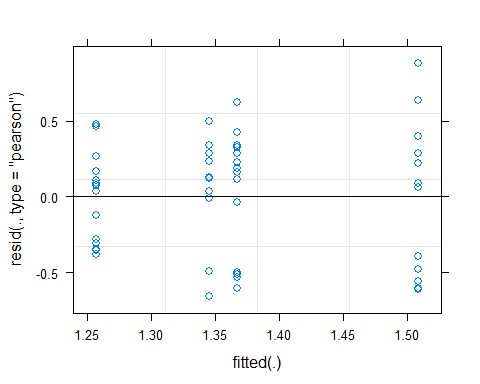 resid(., type = "pearson")
0.5
0.0
-0.5
1.25 1.30 1.35 1.40 1.45 1.50
fitted(.)